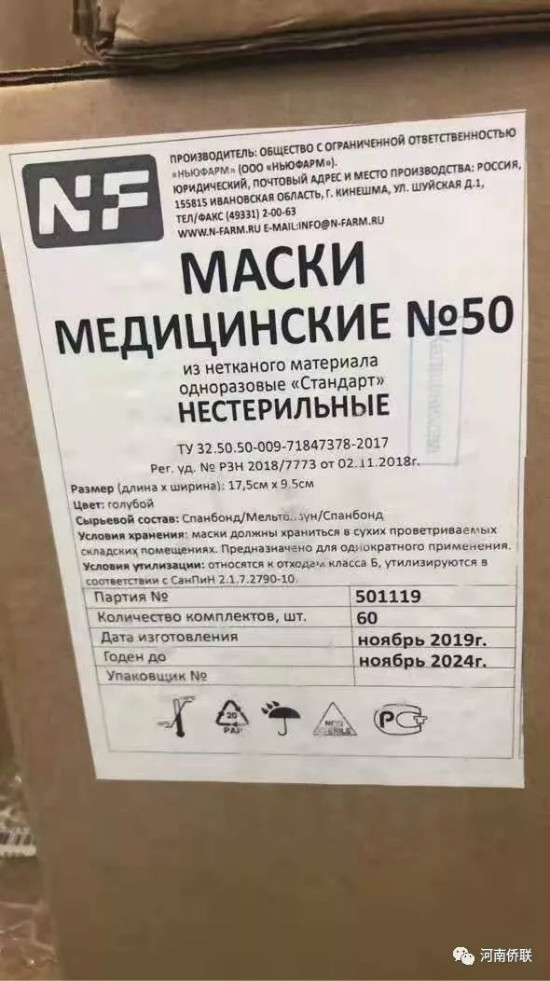 NF
ПРОИЗВОДИТЕЛЬ: ОБЩЕСТВО С ОГРАНИЧЕННОЙ ОТВЕТСТВЕННОСТЬЮ
«НЬЮФАРМ» (ООО «НЬЮФАРМ»).
ЮРИДИЧЕСКИЙ, ПОЧТОВЫЙ АДРЕС И МЕСТО ПРОИЗВОДСТВА: РОССИЯ,
155815 ИВАНОВСКАЯ ОБЛАСТЬ, Г. КИНЕШМА, УЛ. ШУЙСКАЯ Д.1,
ТЕЛ/ФАКС (49331) 2-00-63
WWW.N-FARM.RU E-MAIL:INFO@N-FARM.RU
МАСКИ
МЕДИЦИНСКИЕ №50
из нетканого материала
одноразовые «Стандарт»
НЕСТЕРИЛЬНЫЕ
ТУ 32.50.50-009-71847378-2017
Рег. уд. № РЗН 2018/7773 от 02.11.2018г.
Размер (длина х ширина): 17,5см х 9.5см
Цвет: голубой
Сырьевой состав: Спанбонд/ /Спанбонд
Условия хранения: маски должны храниться в сухих проветриваемых
складских помещениях. Предназначено для однократного применения.
Условия утилизации: относятся к отходам класса Б, утилизируются в
соответствии с СанПиН 2.1.7.2790-10.
Партия № 501119
Количество комплектов, шт. 60
Дата изготовления ноябрь 2019г.
Годен до ноябрь 2024г.
Упаковщик №
20
PAP
NON
STERILE
РСТ
河南侨联